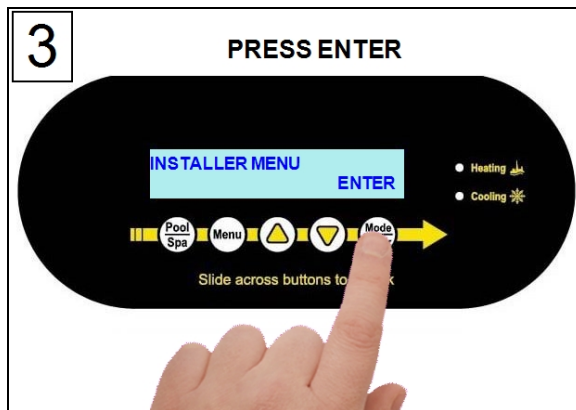 3
PRESS ENTER
INSTALLER MENU
ENTER
Heating
Cooling
Pool
Spa
Menu
Mode
Slide across buttons to